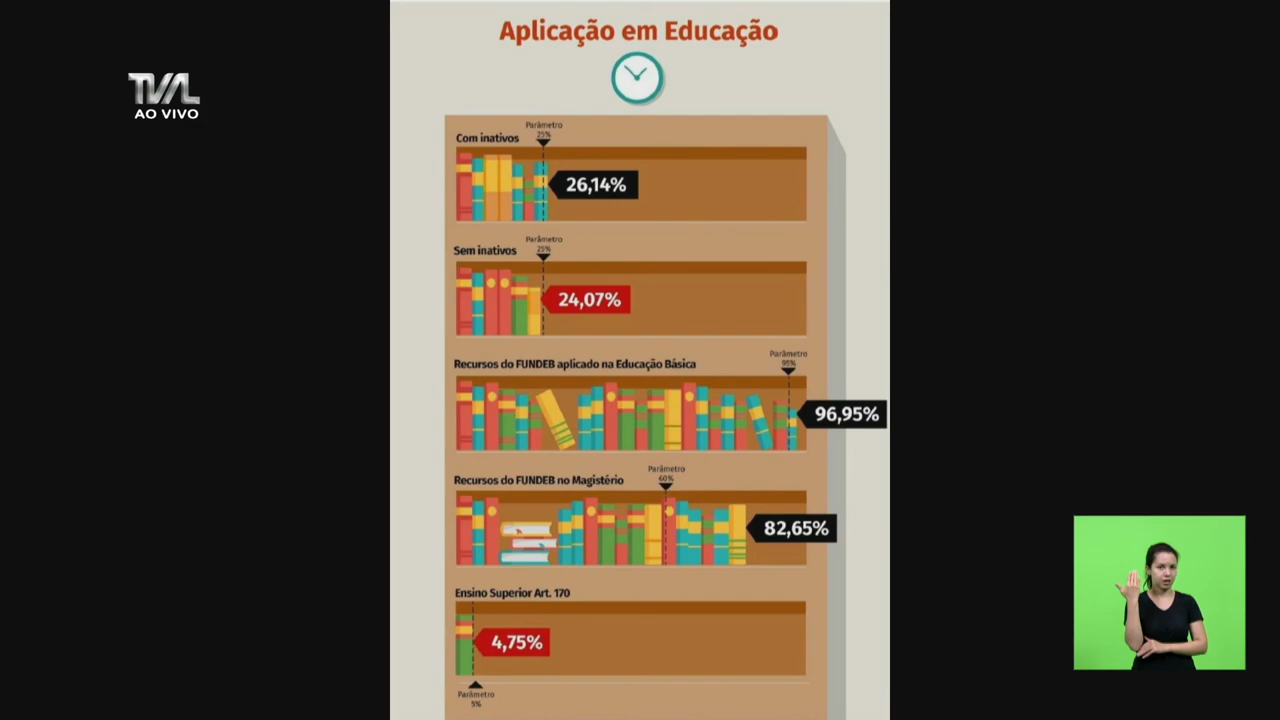 Aplicação em Educação
TVAL
AO VIVO
Com inativos
Parâmetro
25%
26,14%
Sem inativos
Parâmetro
25%
24,07%
Recursos do FUNDEB aplicado na Educação Básica
Parâmetro
95%
96,95%
Recursos do FUNDEB no Magistério
Parâmetro
60%
82,65%
Ensino Superior Art. 170
4,75%
Parâmetro
5%